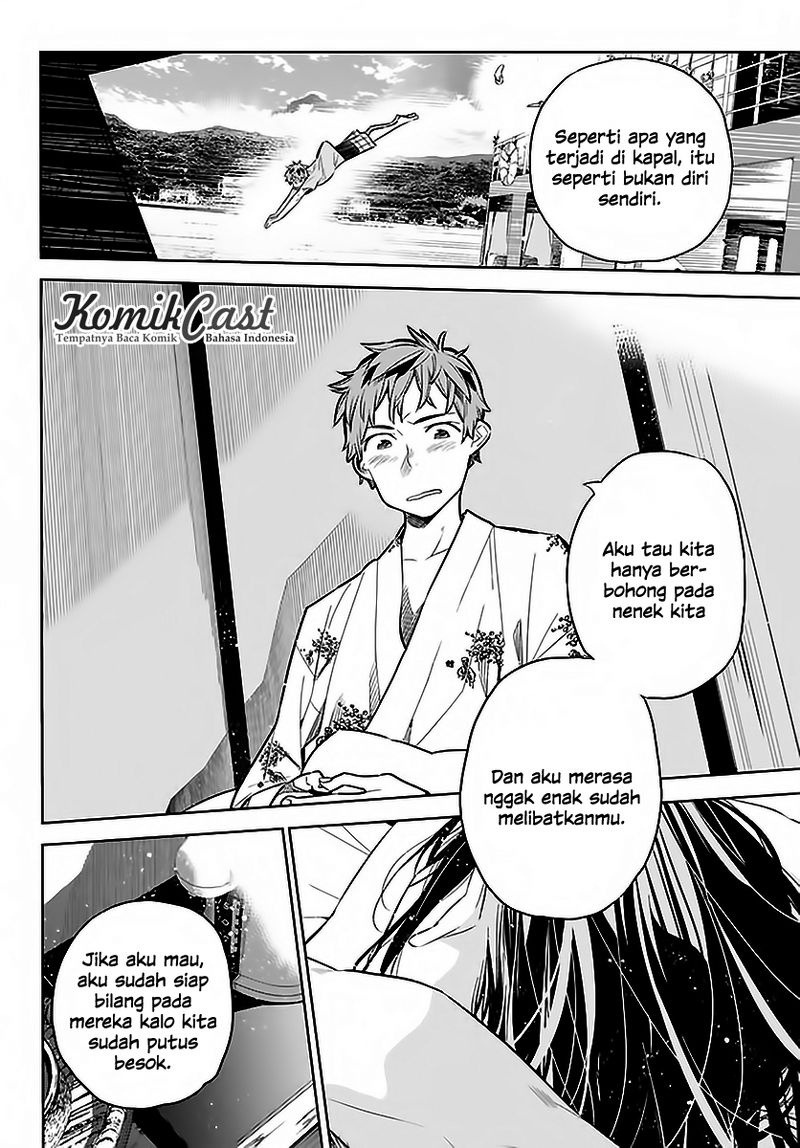 Seperti apa yang
terjadi di kapal, itu
seperti bukan diri
sendiri.
KomikCast
Tempatnya Baca Komik Bahasa Indonesia
Aku tau kita
hanya ber-
bohong pada
nenek kita
Dan aku merasa
nggak enak sudah
melibatkanmu.
Jika aku mau,
aku sudah siap
bilang pada
mereka kalo kita
sudah putus
besok.